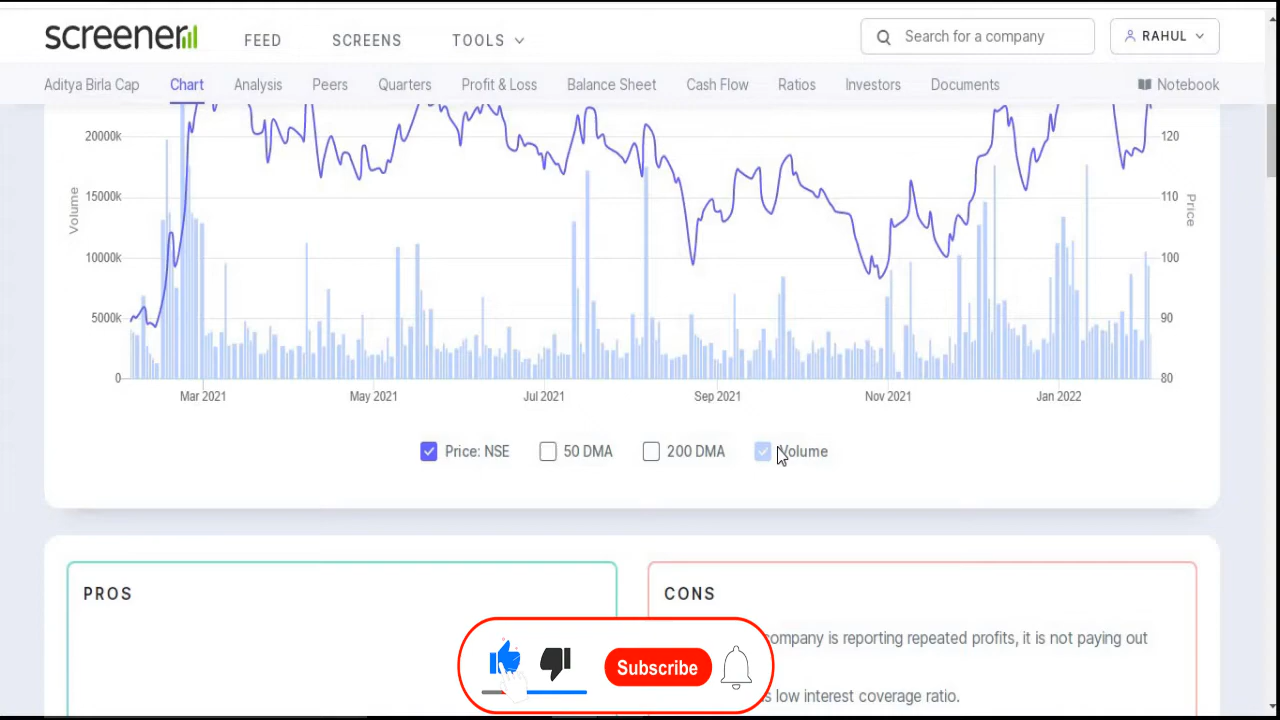 screener
FEED SCREENS TOOLS
Search for a company
RAHUL
Aditya Birla Cap Chart Analysis Peers Quarters Profit & Loss Balance Sheet Cash Flow Ratios Investors Documents Notebook
20000k 120
15000k 110
Volume Price
10000k 100
5000k 90
0 80
Mar 2021 May 2021 Jul 2021 Sep 2021 Nov 2021 Jan 2022
Price: NSE 50 DMA 200 DMA Volume
PROS CONS
company is reporting repeated profits, it is not paying out
Subscribe
low interest coverage ratio.